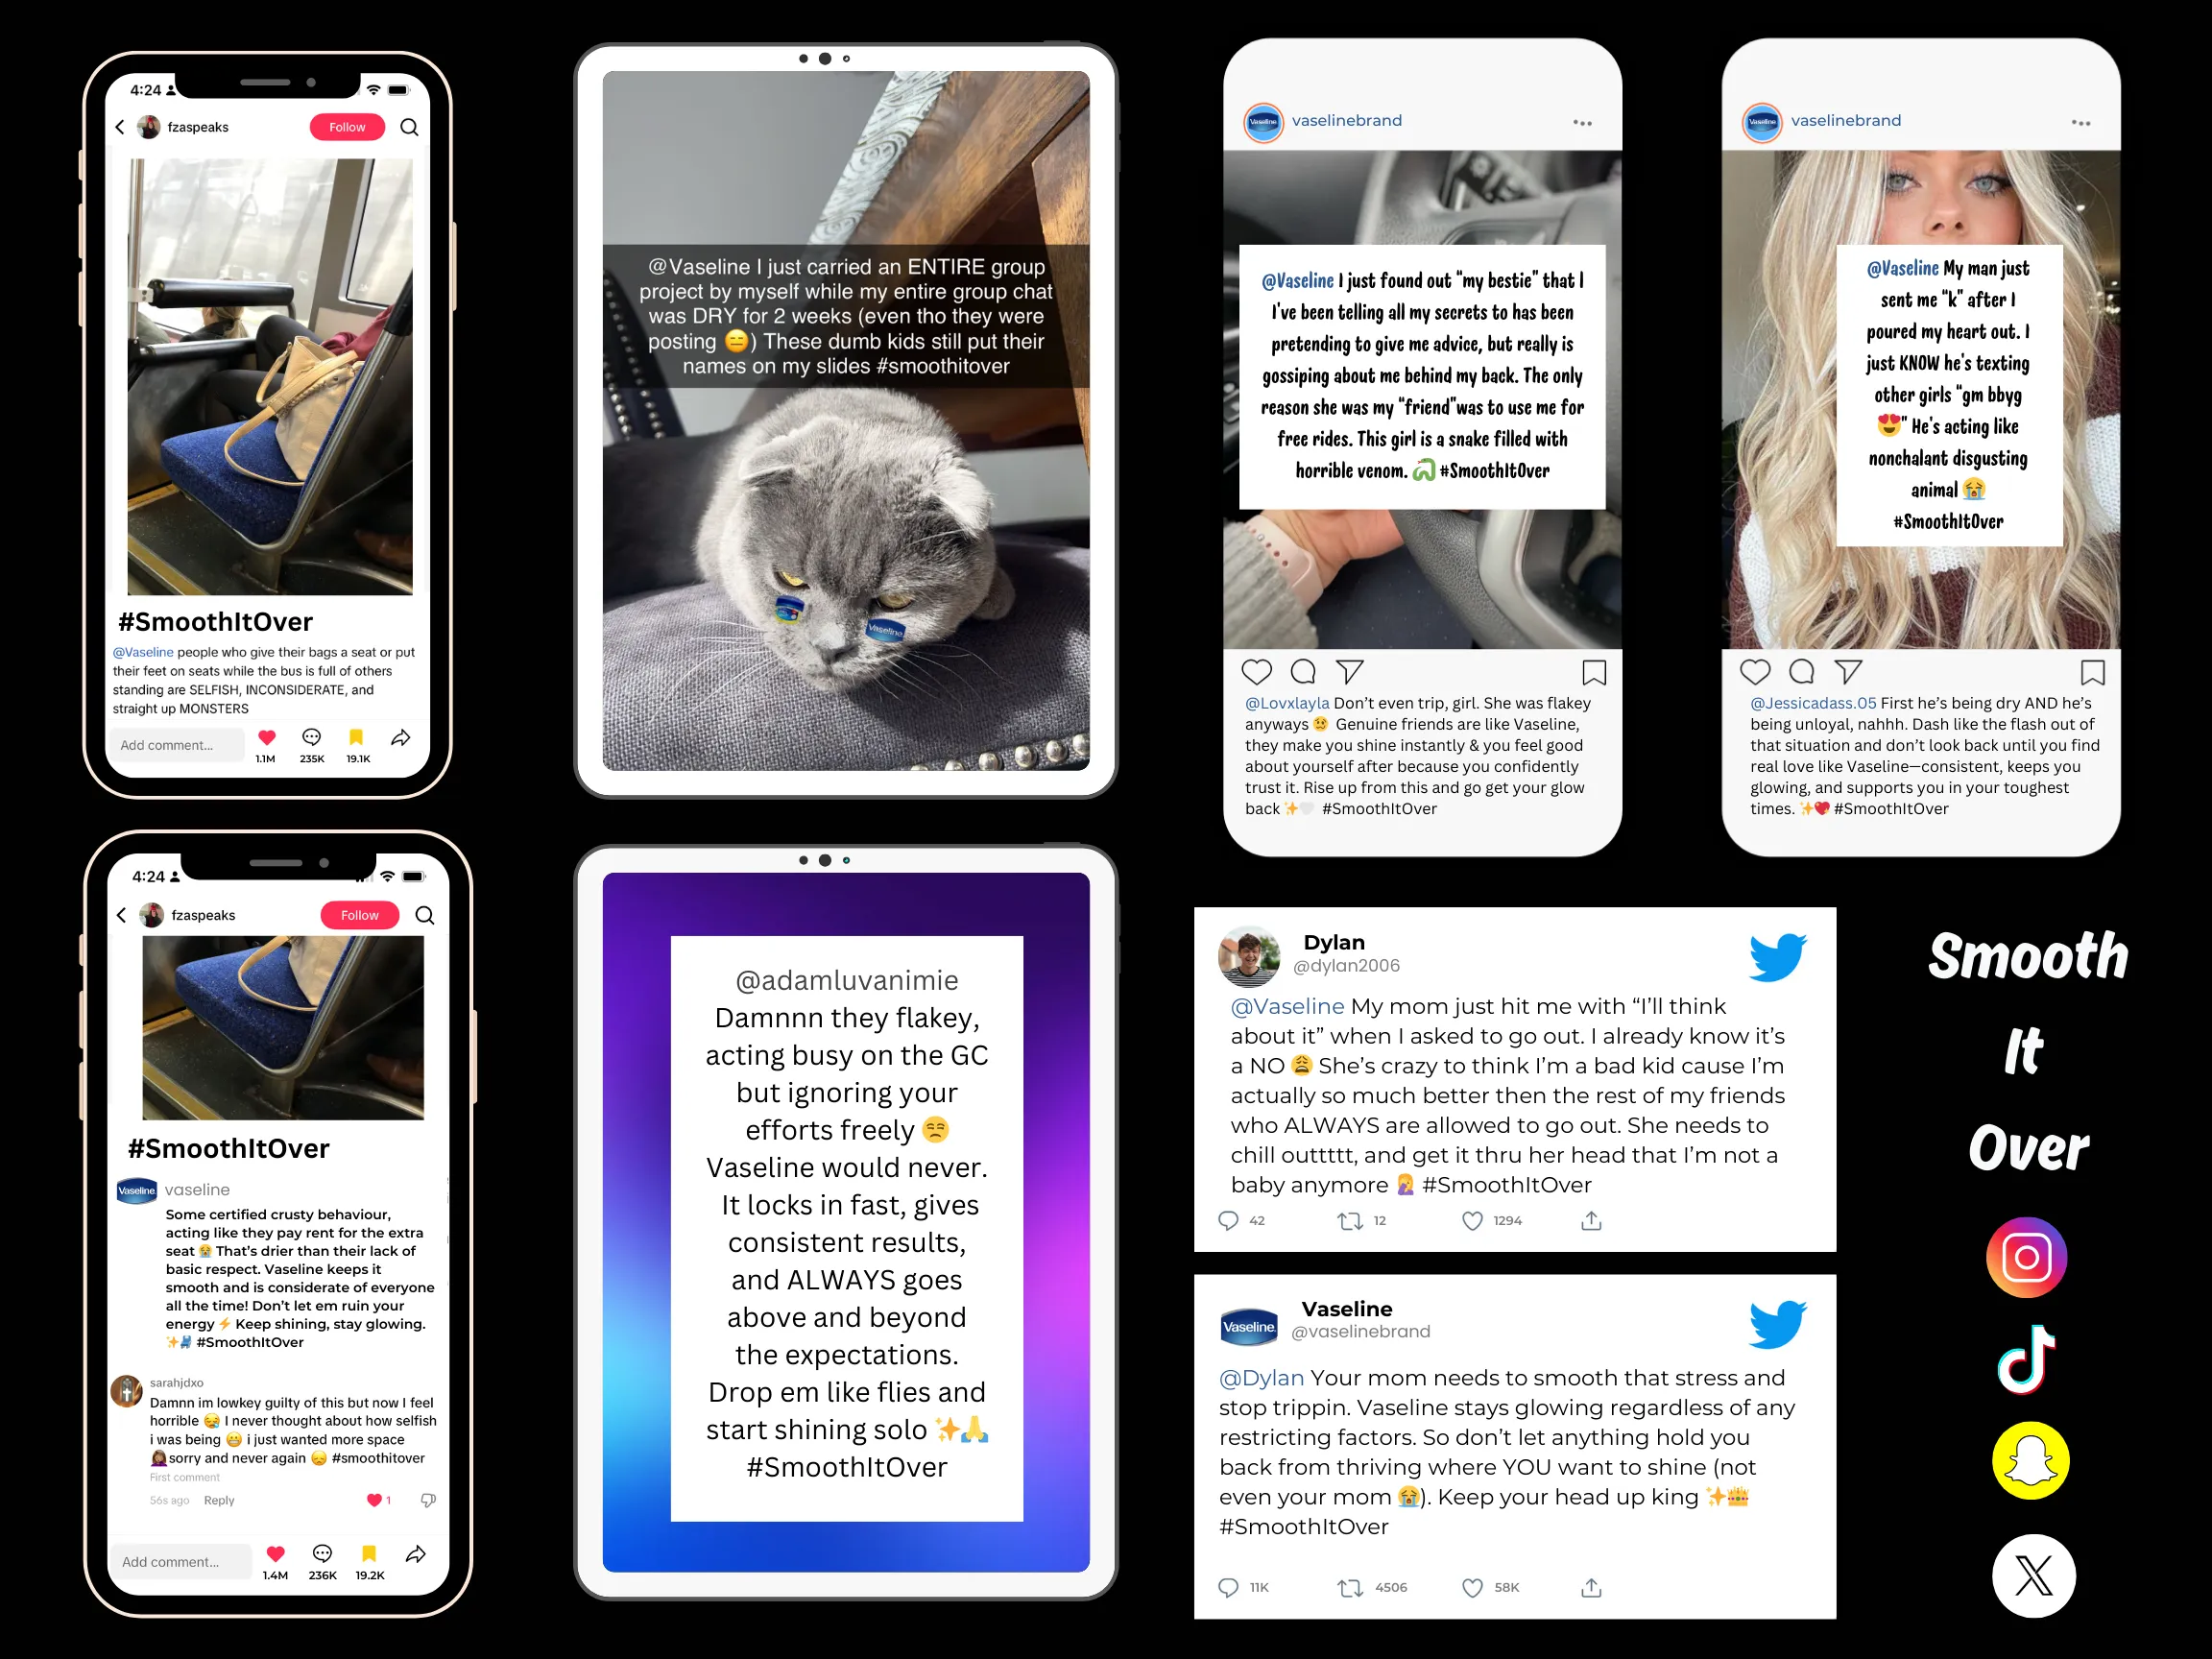 4:24
fzaspeaks
Follow
#SmoothItOver
@Vaseline people who give their bags a seat or put
their feet on seats while the bus is full of others
standing are SELFISH, INCONSIDERATE, and
straight up MONSTERS
Add comment...
1.1M
235K
19.1K
4:24
fzaspeaks
Follow
#SmoothItOver
Vaseline
vaseline
Some certified crusty behaviour,
acting like they pay rent for the extra
seat 😭 That's drier than their lack of
basic respect. Vaseline keeps it
smooth and is considerate of everyone
all the time! Don't let em ruin your
energy ⚡ Keep shining, stay glowing.
✨💺 #SmoothItOver
sarahjdxo
Damnn im lowkey guilty of this but now I feel
horrible 😪 I never thought about how selfish
i was being 😬 i just wanted more space
🤦🏾‍♀️sorry and never again 😞 #smoothitover
First comment
56s ago
Reply
1
Add comment...
1.4M
236K
19.2K
@Vaseline I just carried an ENTIRE group
project by myself while my entire group chat
was DRY for 2 weeks (even tho they were
posting 😑) These dumb kids still put their
names on my slides #smoothitover
Vaseline
@adamluvanimie
Damnnn they flakey,
acting busy on the GC
but ignoring your
efforts freely 😒
Vaseline would never.
It locks in fast, gives
consistent results,
and ALWAYS goes
above and beyond
the expectations.
Drop em like flies and
start shining solo ✨🙏
#SmoothItOver
Vaseline
vaselinebrand
@Vaseline I just found out “my bestie” that I
I've been telling all my secrets to has been
pretending to give me advice, but really is
gossiping about me behind my back. The only
reason she was my “friend”was to use me for
free rides. This girl is a snake filled with
horrible venom. 🐍 #SmoothItOver
@Lovxlayla Don't even trip, girl. She was flakey
anyways 🥴 Genuine friends are like Vaseline,
they make you shine instantly & you feel good
about yourself after because you confidently
trust it. Rise up from this and go get your glow
back ✨🤍 #SmoothItOver
Vaseline
vaselinebrand
@Vaseline My man just
sent me “k” after I
poured my heart out. I
just KNOW he's texting
other girls “gm bbyg
😍” He's acting like
nonchalant disgusting
animal 😭
#SmoothItOver
@Jessicadass.05 First he's being dry AND he's
being unloyal, nahhh. Dash like the flash out of
that situation and don't look back until you find
real love like Vaseline—consistent, keeps you
glowing, and supports you in your toughest
times. ✨💖 #SmoothItOver
Dylan
@dylan2006
@Vaseline My mom just hit me with “I'll think
about it” when I asked to go out. I already know it's
a NO 😩 She's crazy to think I'm a bad kid cause I'm
actually so much better then the rest of my friends
who ALWAYS are allowed to go out. She needs to
chill outtttt, and get it thru her head that I'm not a
baby anymore 🤦 #SmoothItOver
42
12
1294
Vaseline
Vaseline
@vaselinebrand
@Dylan Your mom needs to smooth that stress and
stop trippin. Vaseline stays glowing regardless of any
restricting factors. So don't let anything hold you
back from thriving where YOU want to shine (not
even your mom 😭). Keep your head up king ✨👑
#SmoothItOver
11K
4506
58K
Smooth
It
Over